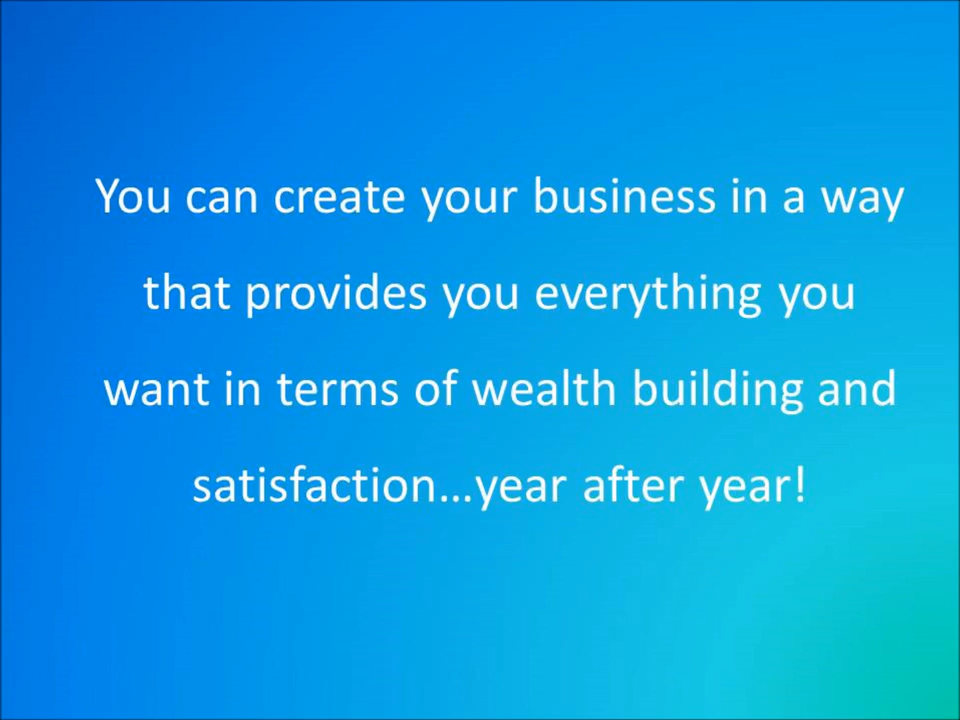 You can create your business in a way
that provides you everything you
want in terms of wealth building and
satisfaction…year after year!